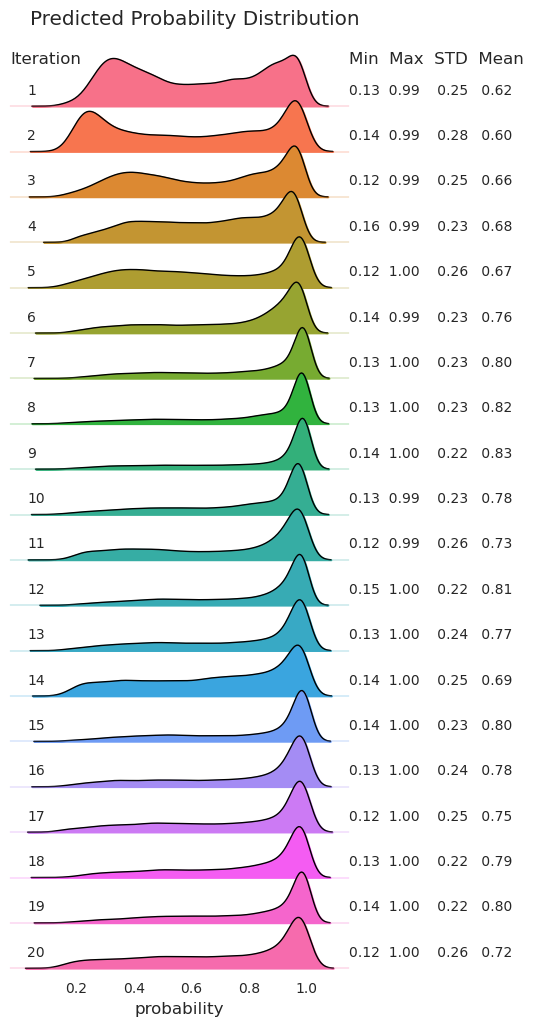 Predicted Probability Distribution
Iteration Min Max STD Mean
1 0.13 0.99 0.25 0.62
2 0.14 0.99 0.28 0.60
3 0.12 0.99 0.25 0.66
4 0.16 0.99 0.23 0.68
5 0.12 1.00 0.26 0.67
6 0.14 0.99 0.23 0.76
7 0.13 1.00 0.23 0.80
8 0.13 1.00 0.23 0.82
9 0.14 1.00 0.22 0.83
10 0.13 0.99 0.23 0.78
11 0.12 0.99 0.26 0.73
12 0.15 1.00 0.22 0.81
13 0.13 1.00 0.24 0.77
14 0.14 1.00 0.25 0.69
15 0.14 1.00 0.23 0.80
16 0.13 1.00 0.24 0.78
17 0.12 1.00 0.25 0.75
18 0.13 1.00 0.22 0.79
19 0.14 1.00 0.22 0.80
20 0.12 1.00 0.26 0.72
0.2 0.4 0.6 0.8 1.0
probability